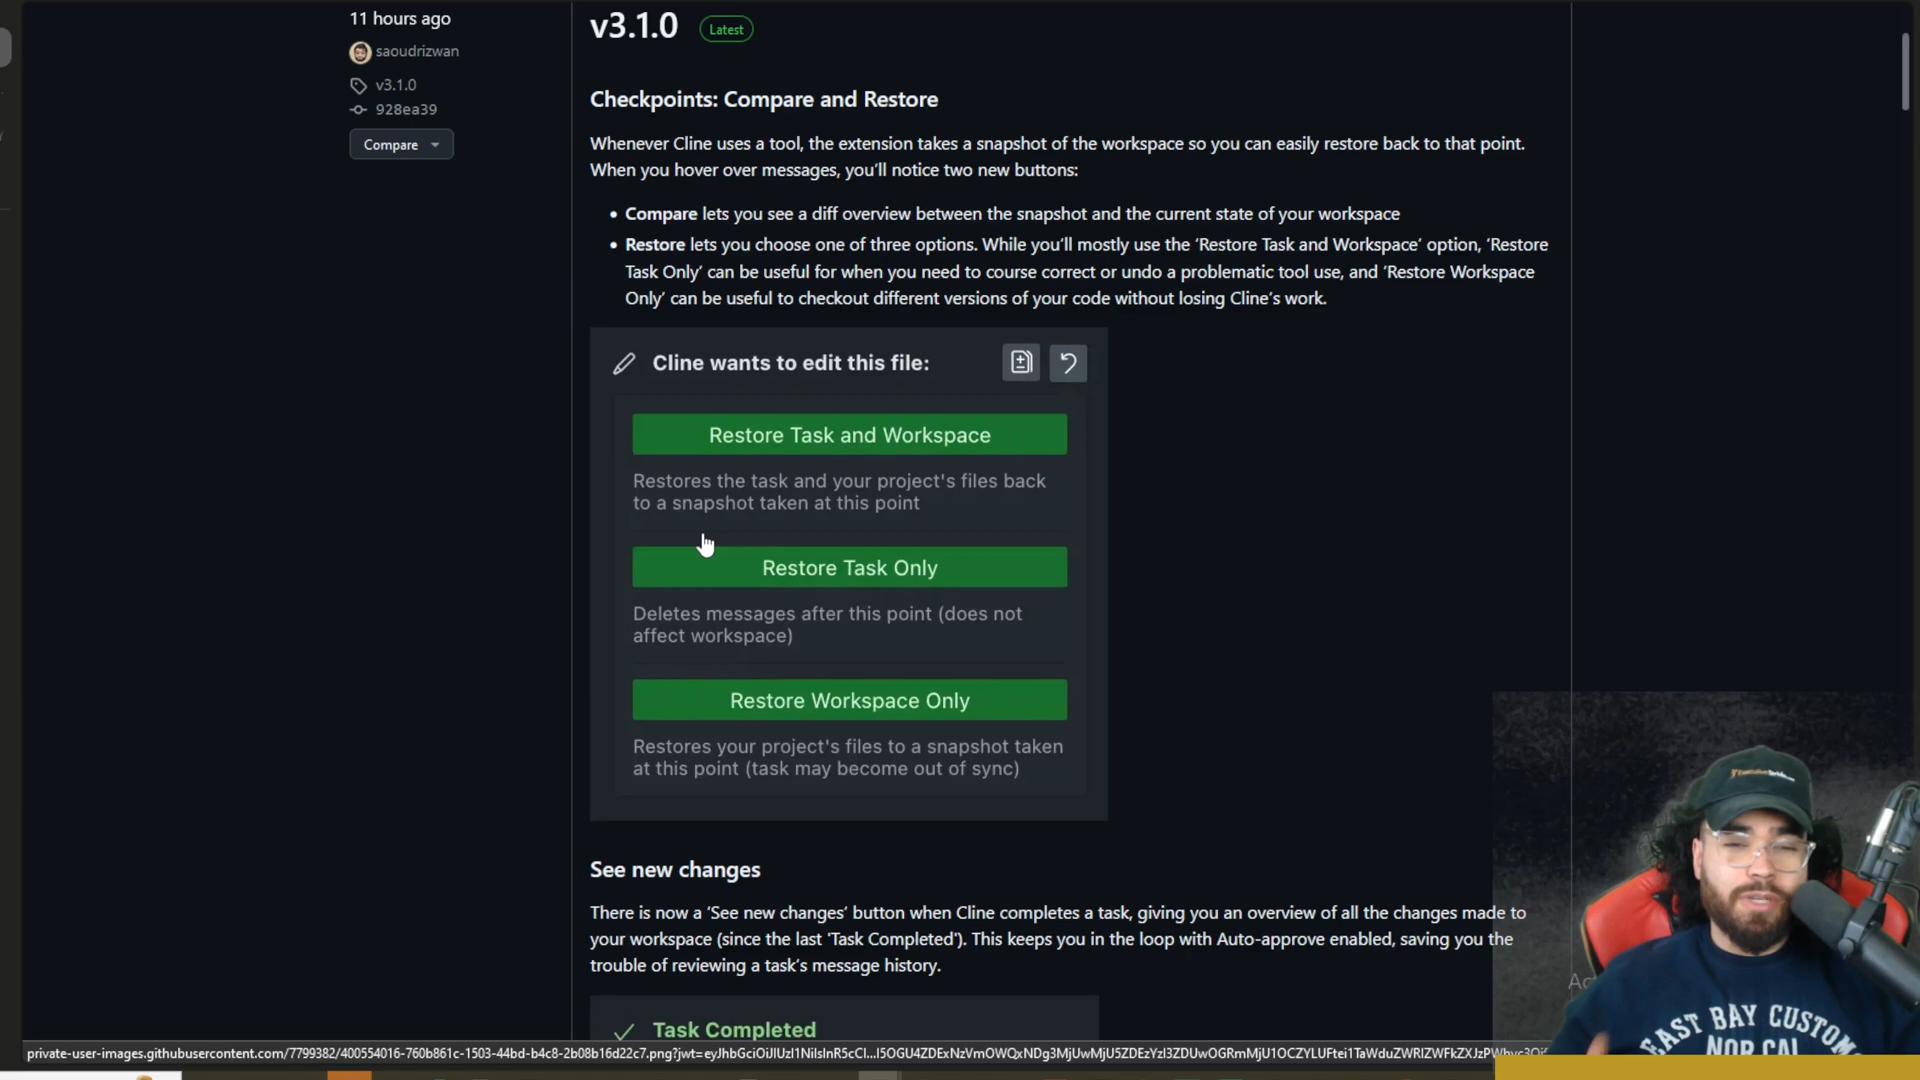 11 hours ago
saoudrizwan
v3.1.0
928ea39
Compare
v3.1.0 Latest
Checkpoints: Compare and Restore
Whenever Cline uses a tool, the extension takes a snapshot of the workspace so you can easily restore back to that point.
When you hover over messages, you'll notice two new buttons:
• Compare lets you see a diff overview between the snapshot and the current state of your workspace
• Restore lets you choose one of three options. While you'll mostly use the 'Restore Task and Workspace' option, 'Restore
Task Only' can be useful for when you need to course correct or undo a problematic tool use, and 'Restore Workspace
Only' can be useful to checkout different versions of your code without losing Cline's work.
Cline wants to edit this file:
Restore Task and Workspace
Restores the task and your project's files back
to a snapshot taken at this point
Restore Task Only
Deletes messages after this point (does not
affect workspace)
Restore Workspace Only
Restores your project's files to a snapshot taken
at this point (task may become out of sync)
See new changes
There is now a 'See new changes' button when Cline completes a task, giving you an overview of all the changes made to
your workspace (since the last 'Task Completed'). This keeps you in the loop with Auto-approve enabled, saving you the
trouble of reviewing a task's message history.
Task Completed
EAST BAY CUSTOM
NOR CAL